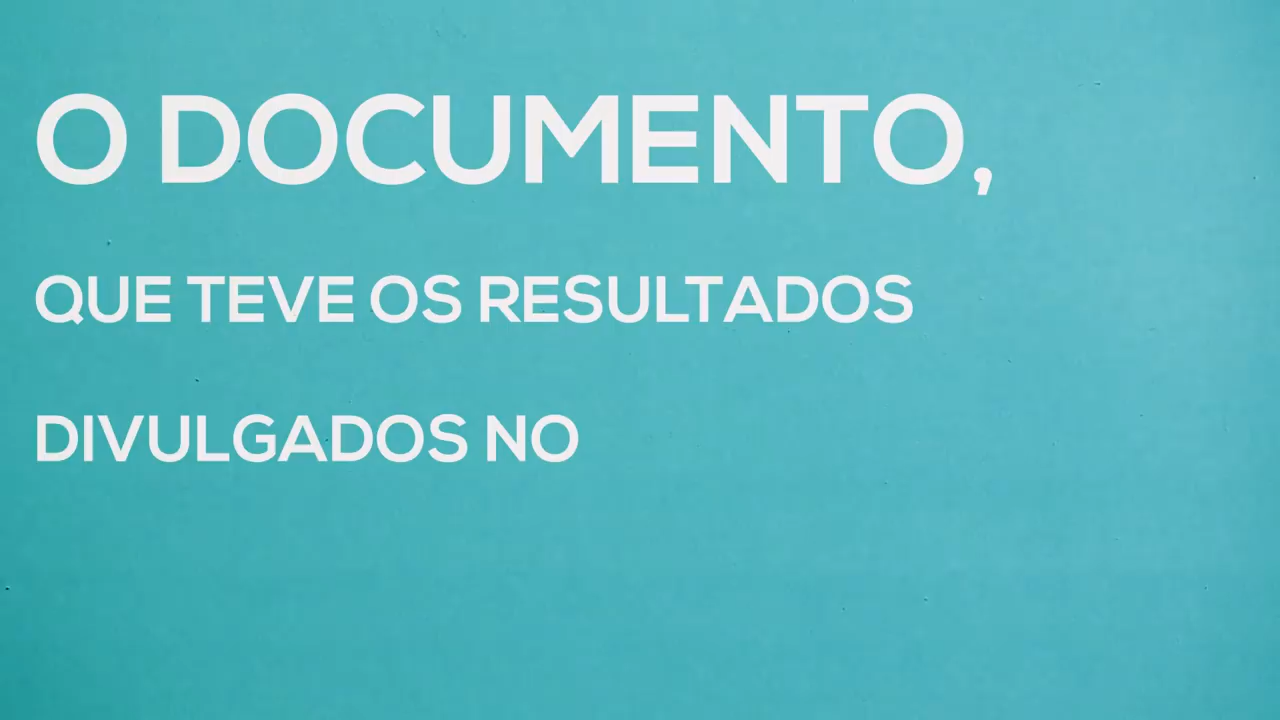 O DOCUMENTO,
QUE TEVE OS RESULTADOS
DIVULGADOS NO